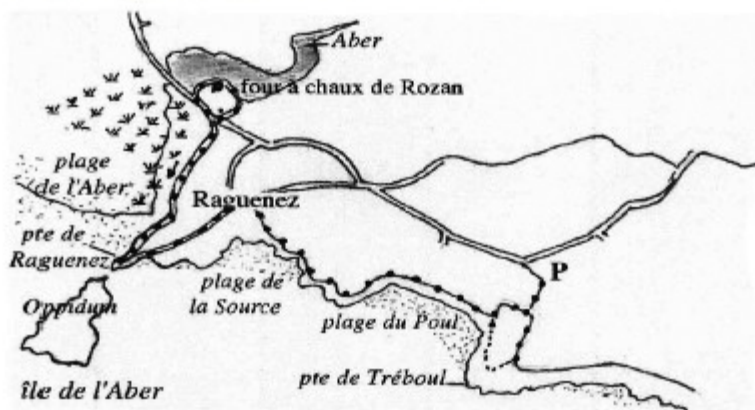 Aber
four à chaux de Rozan
plage
de l'Aber
Raguenez
pte de
Raguenez
P
plage de
la Source
Oppidum
plage du Poul
pte de Tréboul
île de l'Aber